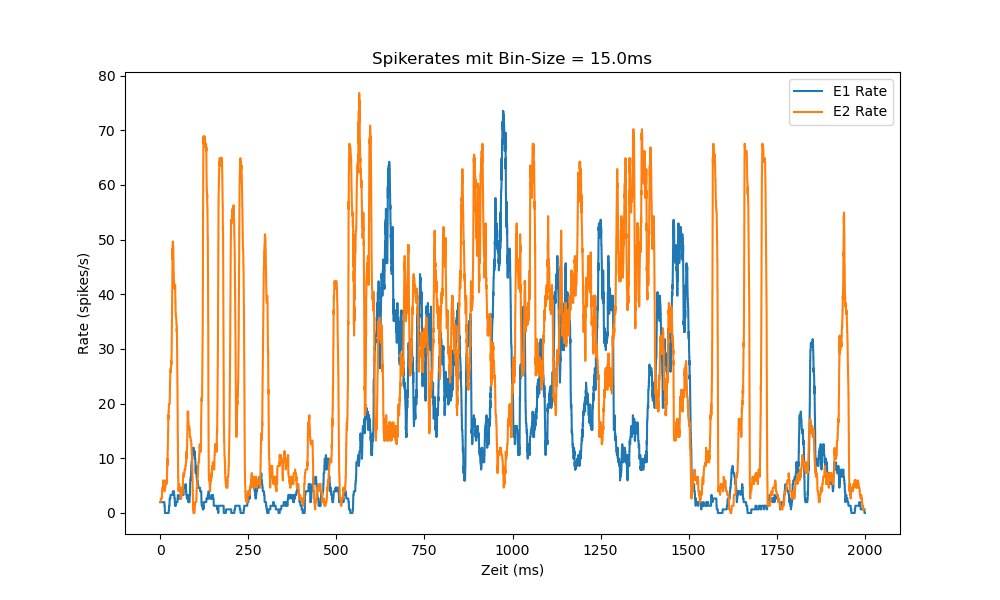 Spikerates mit Bin-Size = 15.0ms
E1 Rate
E2 Rate
80
70
60
50
40
30
20
10
0
Rate (spikes/s)
0 250 500 750 1000 1250 1500 1750 2000
Zeit (ms)